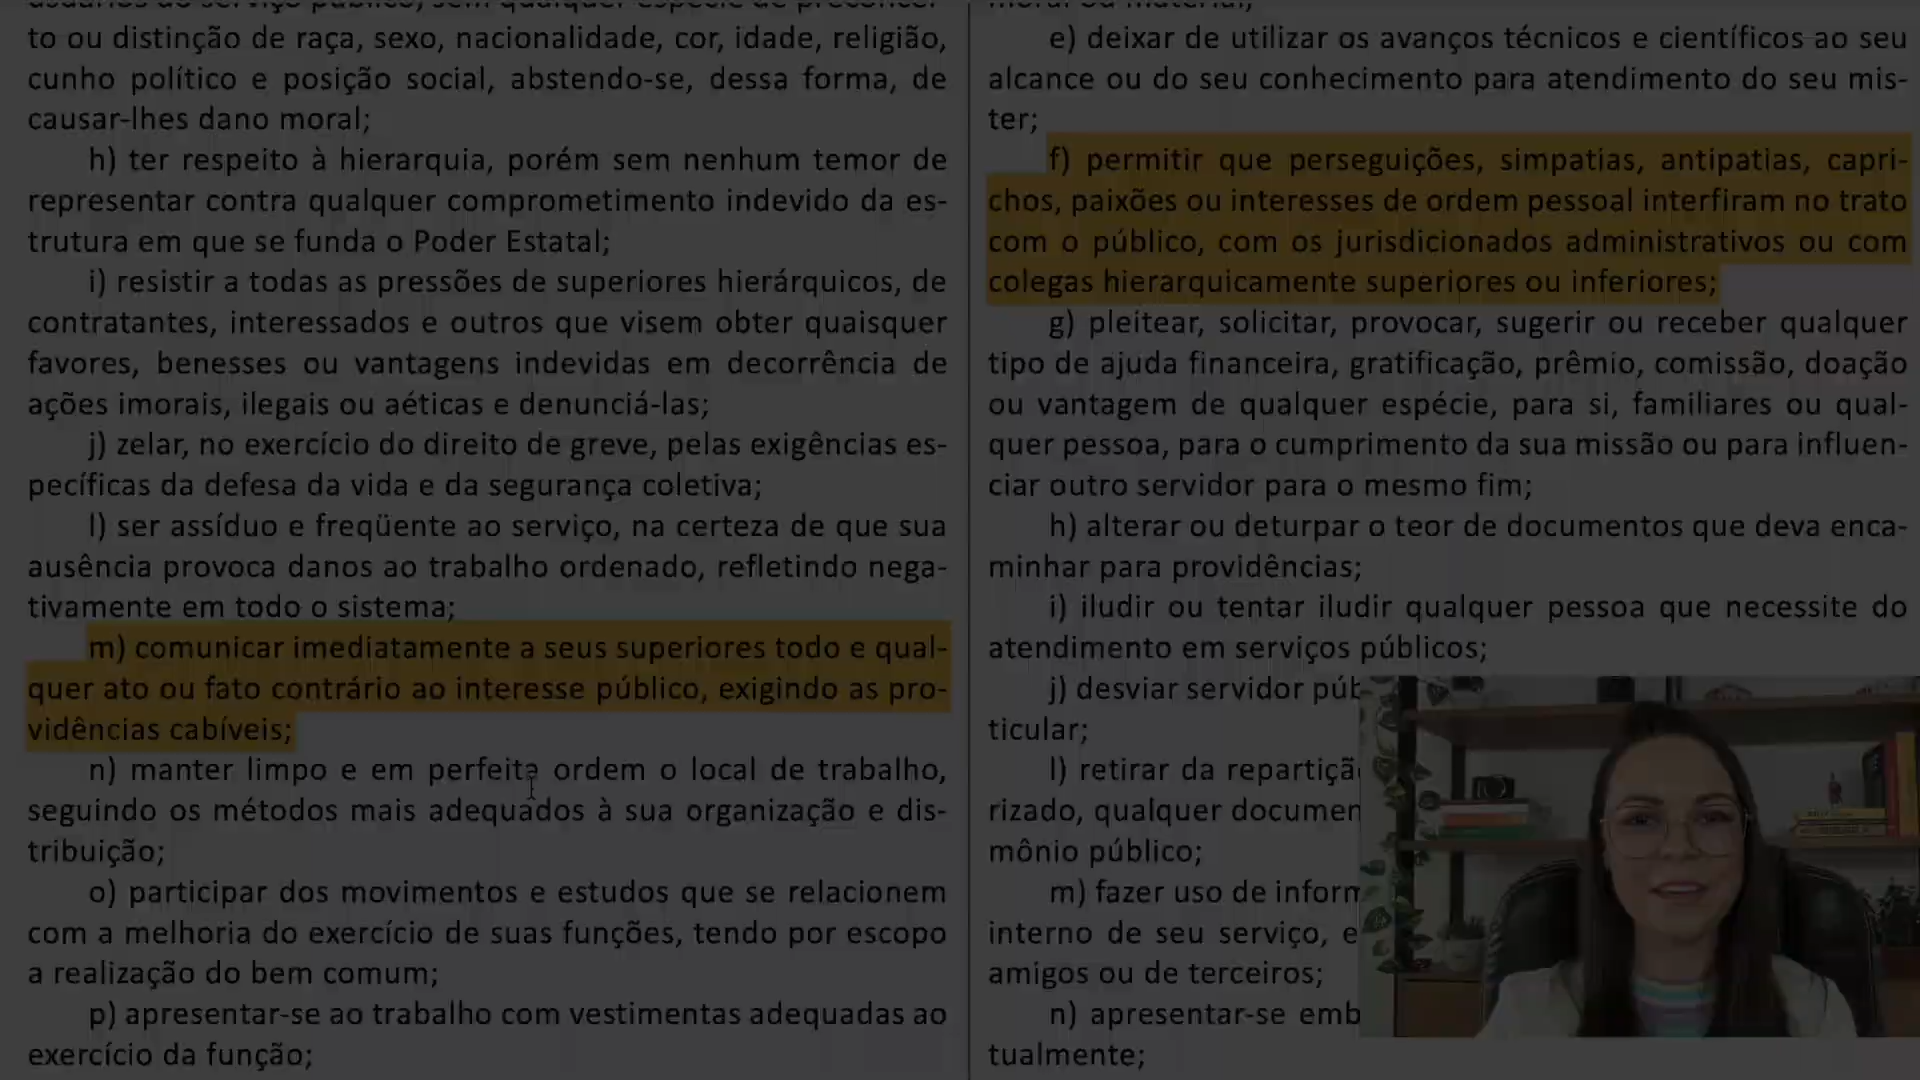 usuários do serviço público, sem qualquer espécie de preconcei-
to ou distinção de raça, sexo, nacionalidade, cor, idade, religião,
cunho político e posição social, abstendo-se, dessa forma, de
causar-lhes dano moral;
h) ter respeito à hierarquia, porém sem nenhum temor de
representar contra qualquer comprometimento indevido da es-
trutura em que se funda o Poder Estatal;
i) resistir a todas as pressões de superiores hierárquicos, de
contratantes, interessados e outros que visem obter quaisquer
favores, benesses ou vantagens indevidas em decorrência de
ações imorais, ilegais ou aéticas e denunciá-las;
j) zelar, no exercício do direito de greve, pelas exigências es-
pecíficas da defesa da vida e da segurança coletiva;
l) ser assíduo e freqüente ao serviço, na certeza de que sua
ausência provoca danos ao trabalho ordenado, refletindo nega-
tivamente em todo o sistema;
m) comunicar imediatamente a seus superiores todo e qual-
quer ato ou fato contrário ao interesse público, exigindo as pro-
vidências cabíveis;
n) manter limpo e em perfeita ordem o local de trabalho,
seguindo os métodos mais adequados à sua organização e dis-
tribuição;
o) participar dos movimentos e estudos que se relacionem
com a melhoria do exercício de suas funções, tendo por escopo
a realização do bem comum;
p) apresentar-se ao trabalho com vestimentas adequadas ao
exercício da função;
moral ou material;
e) deixar de utilizar os avanços técnicos e científicos ao seu
alcance ou do seu conhecimento para atendimento do seu mis-
ter;
f) permitir que perseguições, simpatias, antipatias, capri-
chos, paixões ou interesses de ordem pessoal interfiram no trato
com o público, com os jurisdicionados administrativos ou com
colegas hierarquicamente superiores ou inferiores;
g) pleitear, solicitar, provocar, sugerir ou receber qualquer
tipo de ajuda financeira, gratificação, prêmio, comissão, doação
ou vantagem de qualquer espécie, para si, familiares ou qual-
quer pessoa, para o cumprimento da sua missão ou para influen-
ciar outro servidor para o mesmo fim;
h) alterar ou deturpar o teor de documentos que deva enca-
minhar para providências;
i) iludir ou tentar iludir qualquer pessoa que necessite do
atendimento em serviços públicos;
j) desviar servidor púb
ticular;
l) retirar da repartiçã
rizado, qualquer documen
mônio público;
m) fazer uso de inform
interno de seu serviço, e
amigos ou de terceiros;
n) apresentar-se emb
tualmente;